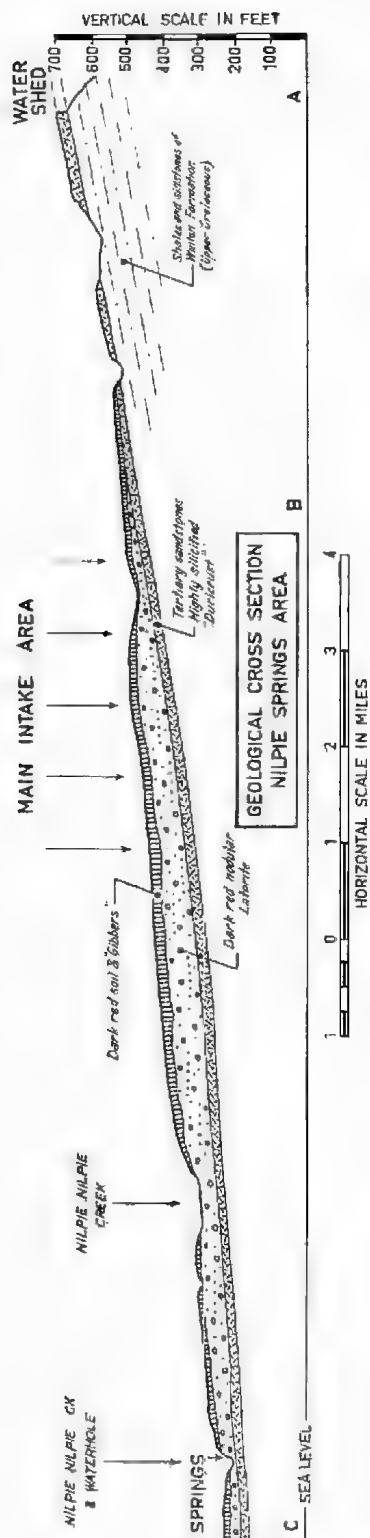 VERTICAL SCALE IN FEET
700
600
500
400
300
200
100
WATER
SHED
A
Shales and siltstones of
Winton Formation
(Upper Cretaceous)
MAIN INTAKE AREA
B
Tertiary sandstones
Highly silicified
"Duricrust"
GEOLOGICAL CROSS SECTION
NILPIE SPRINGS AREA
4
3
2
1
0
1
HORIZONTAL SCALE IN MILES
Dark red soil & "Gibbers"
Dark red nodular
Laterite
NILPIE NILPIE
CREEK
NILPIE NILPIE CK
& WATERHOLE
SPRINGS
C
SEA LEVEL